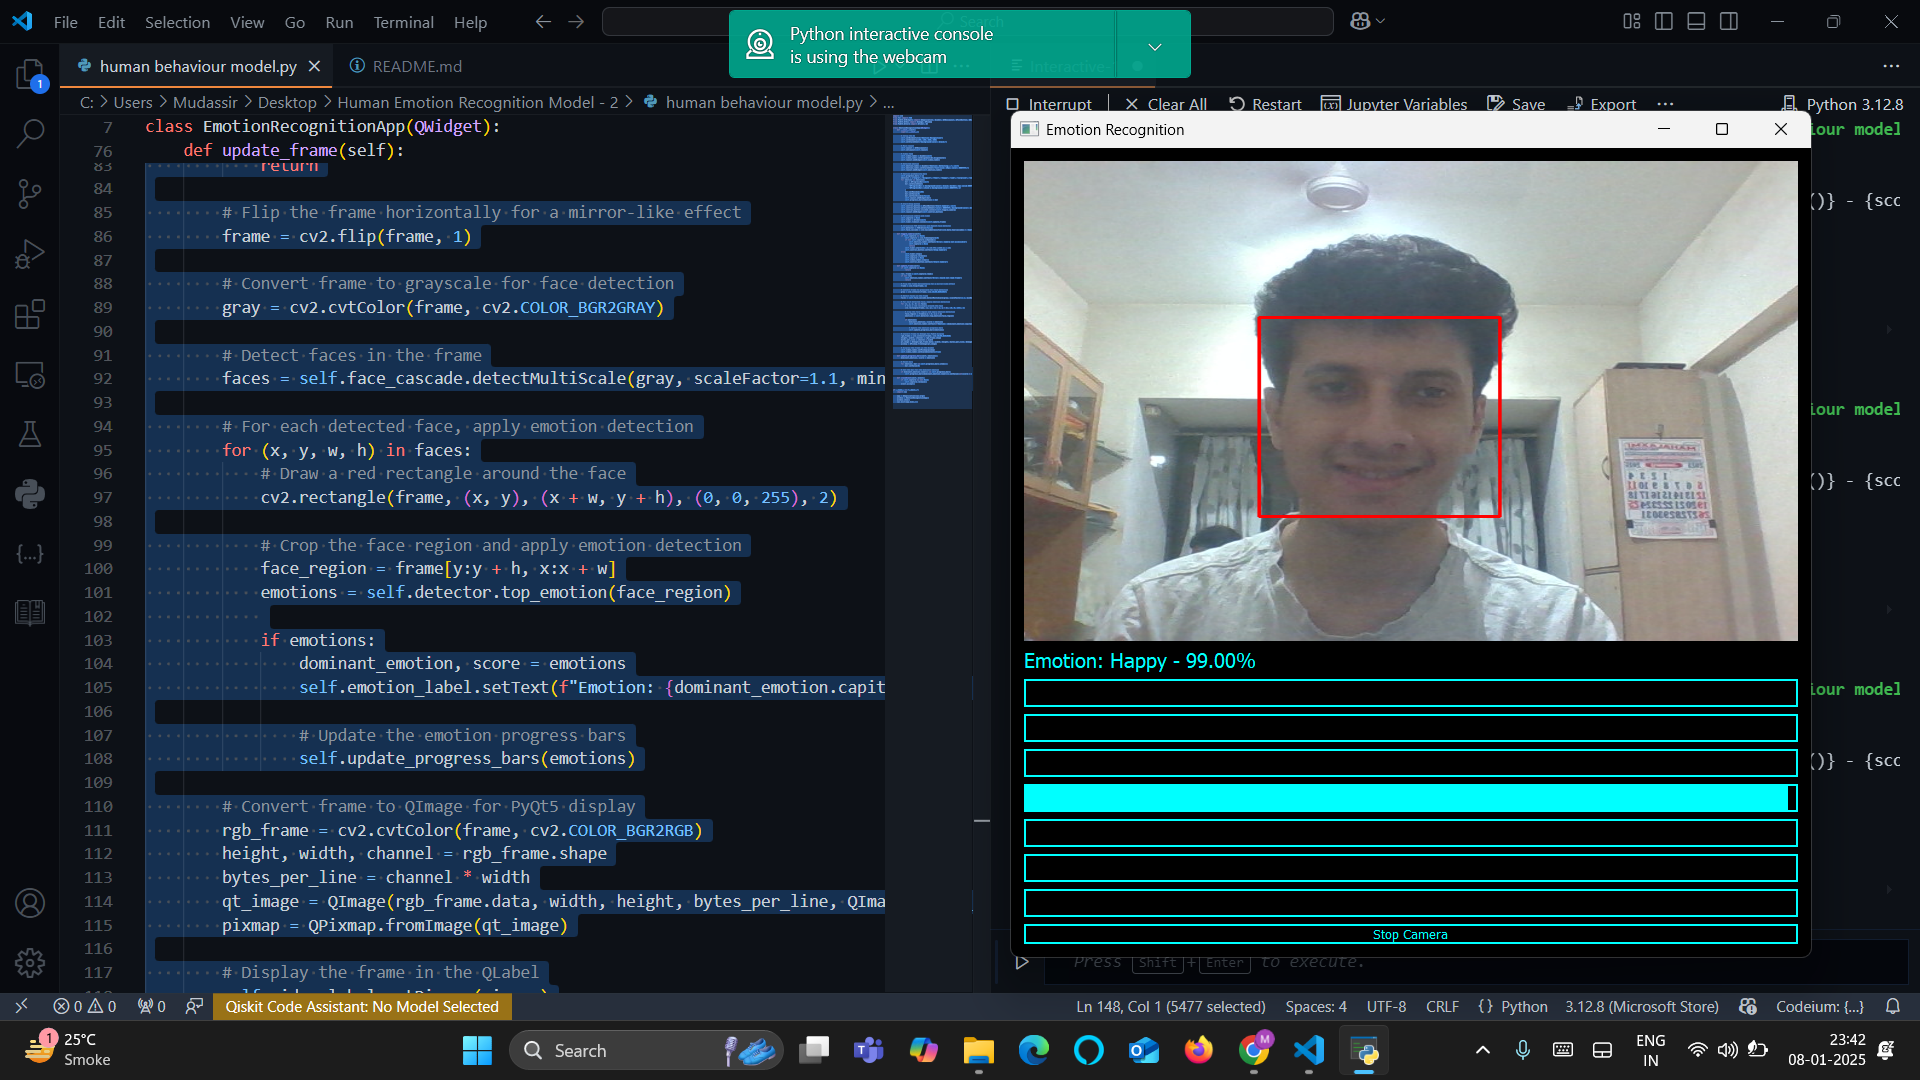 File Edit Selection View Go Run Terminal Help
Search
Python interactive console
is using the webcam
1
human behaviour model.py
README.md
Interactive
C: > Users > Mudassir > Desktop > Human Emotion Recognition Model - 2 > human behaviour model.py > ...
Interrupt | Clear All Restart Jupyter Variables Save Export ... Python 3.12.8
7 class EmotionRecognitionApp(QWidget):
76 def update_frame(self):
83 return
84
85 # Flip the frame horizontally for a mirror-like effect
86 frame = cv2.flip(frame, 1)
87
88 # Convert frame to grayscale for face detection
89 gray = cv2.cvtColor(frame, cv2.COLOR_BGR2GRAY)
90
91 # Detect faces in the frame
92 faces = self.face_cascade.detectMultiScale(gray, scaleFactor=1.1, min
93
94 # For each detected face, apply emotion detection
95 for (x, y, w, h) in faces:
96 # Draw a red rectangle around the face
97 cv2.rectangle(frame, (x, y), (x + w, y + h), (0, 0, 255), 2)
98
99 # Crop the face region and apply emotion detection
100 face_region = frame[y:y + h, x:x + w]
101 emotions = self.detector.top_emotion(face_region)
102
103 if emotions:
104 dominant_emotion, score = emotions
105 self.emotion_label.setText(f"Emotion: {dominant_emotion.capit
106
107 # Update the emotion progress bars
108 self.update_progress_bars(emotions)
109
110 # Convert frame to QImage for PyQt5 display
111 rgb_frame = cv2.cvtColor(frame, cv2.COLOR_BGR2RGB)
112 height, width, channel = rgb_frame.shape
113 bytes_per_line = channel * width
114 qt_image = QImage(rgb_frame.data, width, height, bytes_per_line, QIma
115 pixmap = QPixmap.fromImage(qt_image)
116
117 # Display the frame in the QLabel
Emotion Recognition
iour model
()} - {sco
iour model
()} - {sco
iour model
()} - {sco
Emotion: Happy - 99.00%
Stop Camera
Press Shift + Enter to execute.
0 0 0 Qiskit Code Assistant: No Model Selected Ln 148, Col 1 (5477 selected) Spaces: 4 UTF-8 CRLF {} Python 3.12.8 (Microsoft Store) Codeium: {...}
1
25°C
Smoke
Search
M
ENG
IN
23:42
08-01-2025